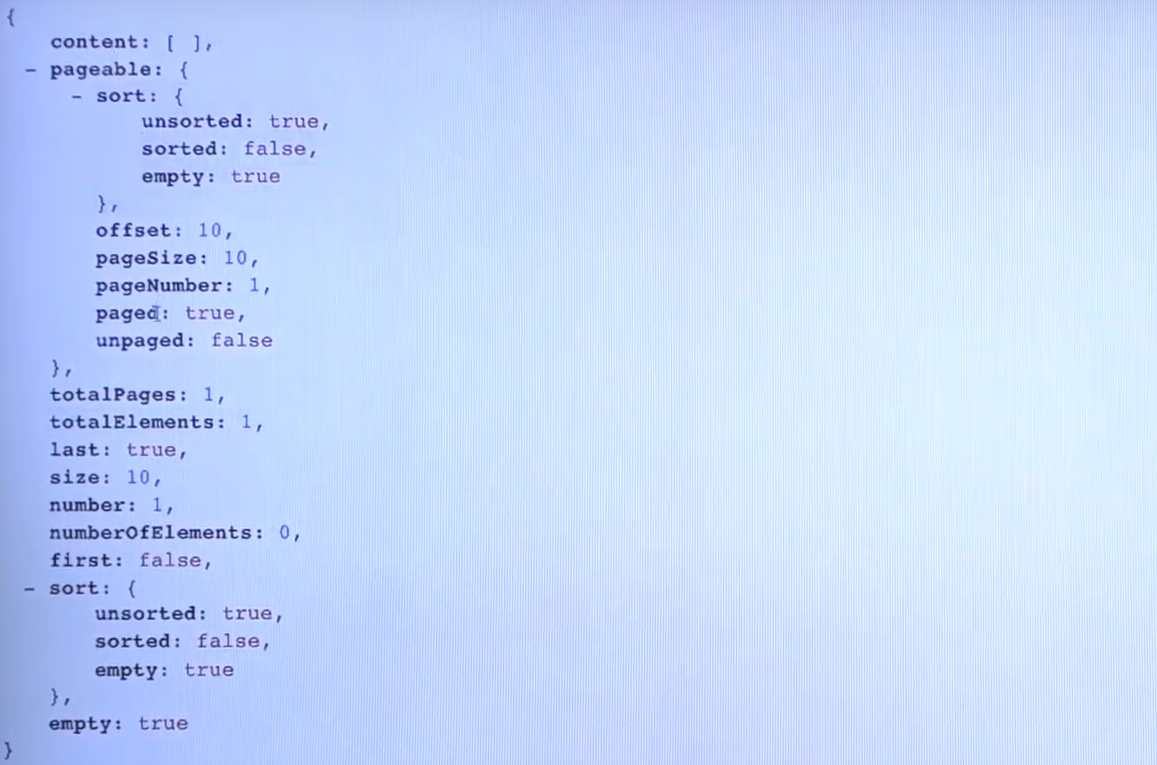 {
content: [ ],
- pageable: {
- sort: {
unsorted: true,
sorted: false,
empty: true
},
offset: 10,
pageSize: 10,
pageNumber: 1,
paged: true,
unpaged: false
},
totalPages: 1,
totalElements: 1,
last: true,
size: 10,
number: 1,
numberOfElements: 0,
first: false,
- sort: {
unsorted: true,
sorted: false,
empty: true
},
empty: true
}